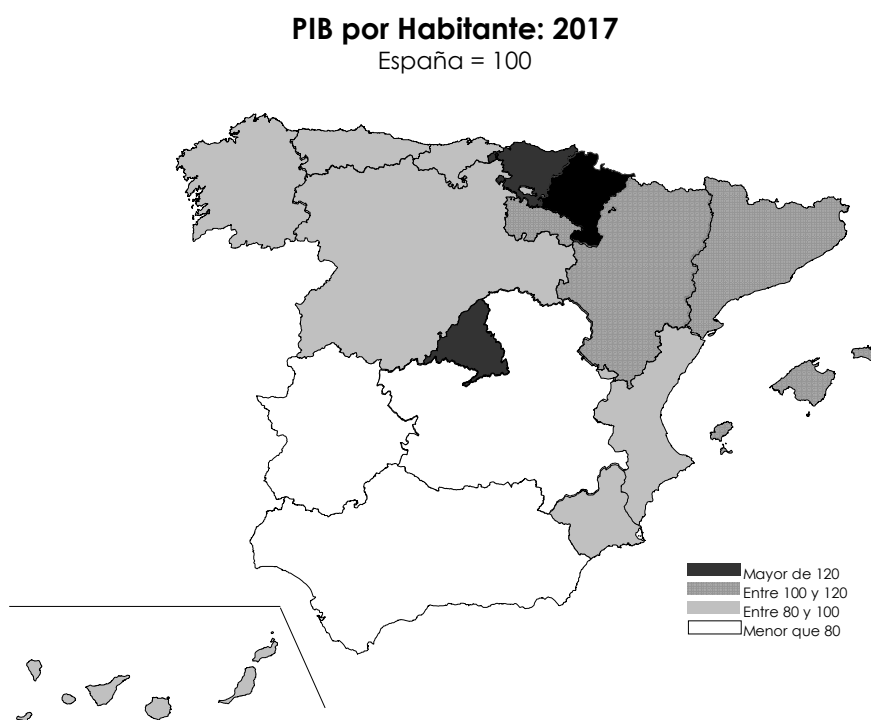 PIB por Habitante: 2017
España = 100
Mayor de 120
Entre 100 y 120
Entre 80 y 100
Menor que 80